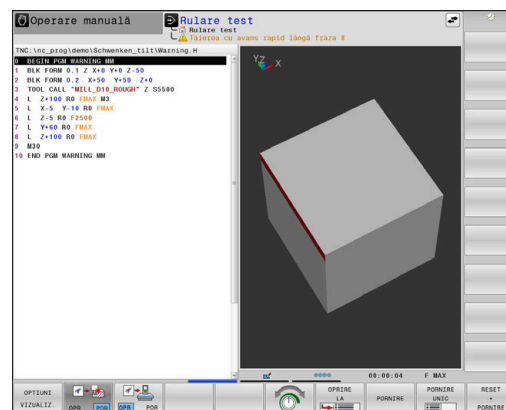 Operare manuală
Rulare test
Rulare test
Tăierea cu avans rapid lângă fraza 8
TNC:\nc_prog\demo\Schwenken_tilt\Warning.H
0 BEGIN PGM WARNING MM
1 BLK FORM 0.1 Z X+0 Y+0 Z-50
2 BLK FORM 0.2 X+50 Y+50 Z+0
3 TOOL CALL "MILL_D10_ROUGH" Z S5500
4 L Z+100 R0 FMAX M3
5 L X-5 Y-10 R0 FMAX
6 L Z-5 R0 F2500
7 L Y+60 R0 FMAX
8 L Z+100 R0 FMAX
9 M30
10 END PGM WARNING MM
YZ X
00:00:04 F MAX
OPTIUNI VIZUALIZ.
OPR POR
OPR POR
OPRIRE LA
PORNIRE
PORNIRE UNIC
RESET + PORNIRE